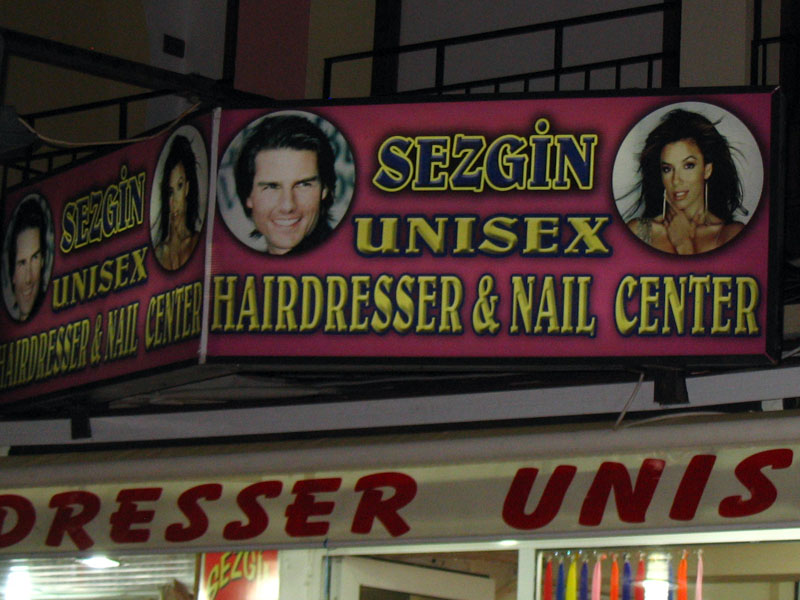 SEZGİN
UNISEX
HAIRDRESSER & NAIL CENTER
SEZGİN
UNISEX
HAIRDRESSER & NAIL CENTER
DRESSER UNIS
SEZGİN